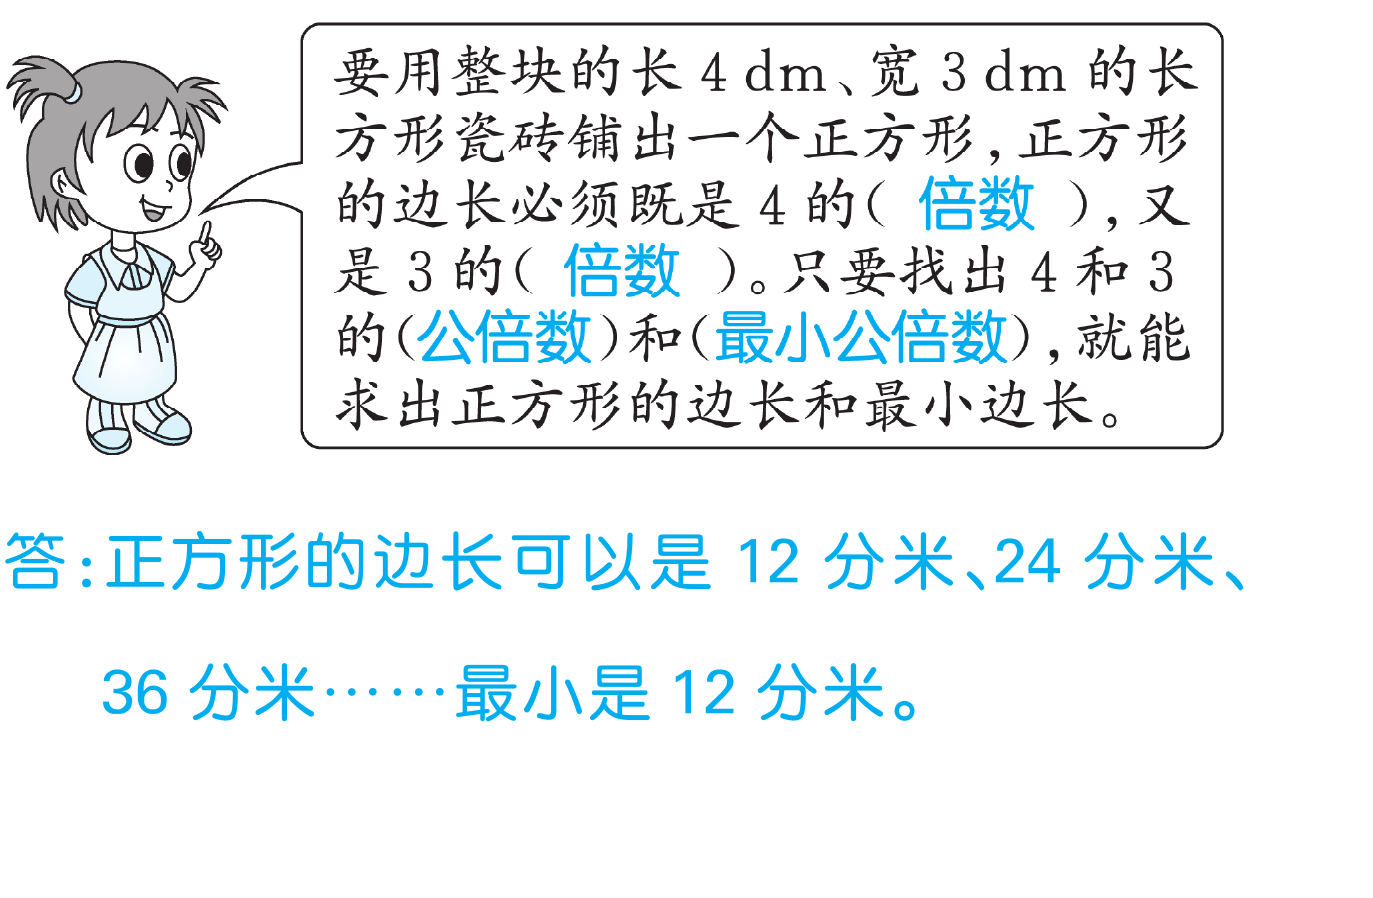 要用整块的长 4 dm、宽 3 dm 的长
方形瓷砖铺出一个正方形,正方形
的边长必须既是 4 的( 倍数 ),又
是 3 的( 倍数 )。只要找出 4 和 3
的(公倍数)和(最小公倍数),就能
求出正方形的边长和最小边长。
答:正方形的边长可以是 12 分米、24 分米、
36 分米……最小是 12 分米。